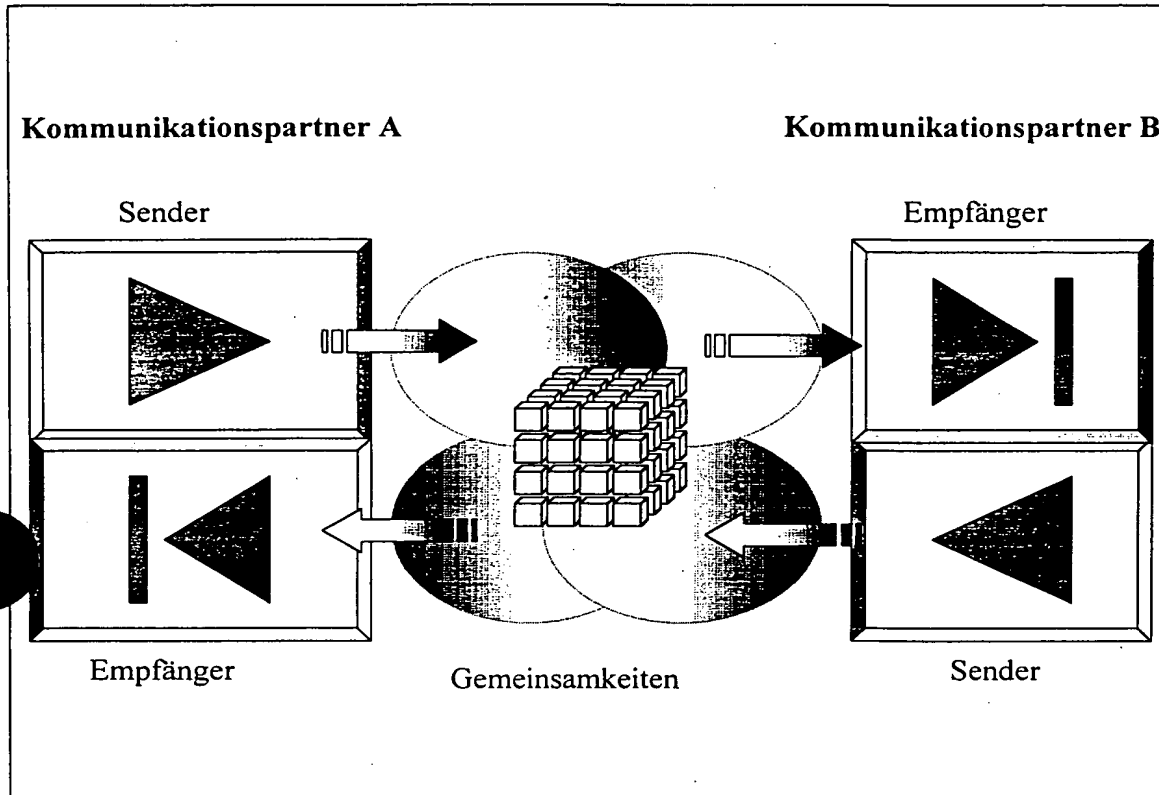 Kommunikationspartner A
Kommunikationspartner B
Sender
Empfänger
Empfänger
Gemeinsamkeiten
Sender